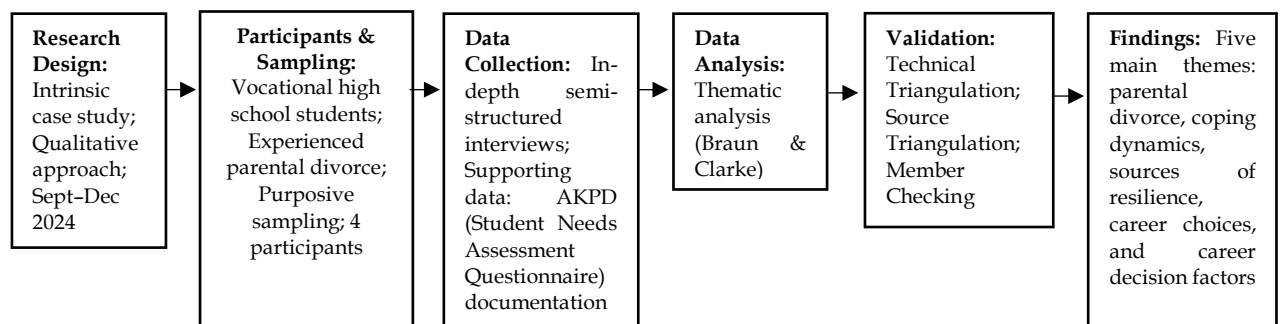 Research
Design:
Intrinsic
case study;
Qualitative
approach;
Sept–Dec
2024
Participants &
Sampling:
Vocational high
school students;
Experienced
parental divorce;
Purposive
sampling; 4
participants
Data
Collection: In-
depth semi-
structured
interviews;
Supporting
data: AKPD
(Student Needs
Assessment
Questionnaire)
documentation
Data
Analysis:
Thematic
analysis
(Braun &
Clarke)
Validation:
Technical
Triangulation;
Source
Triangulation;
Member
Checking
Findings: Five
main themes:
parental
divorce, coping
dynamics,
sources of
resilience,
career choices,
and career
decision factors